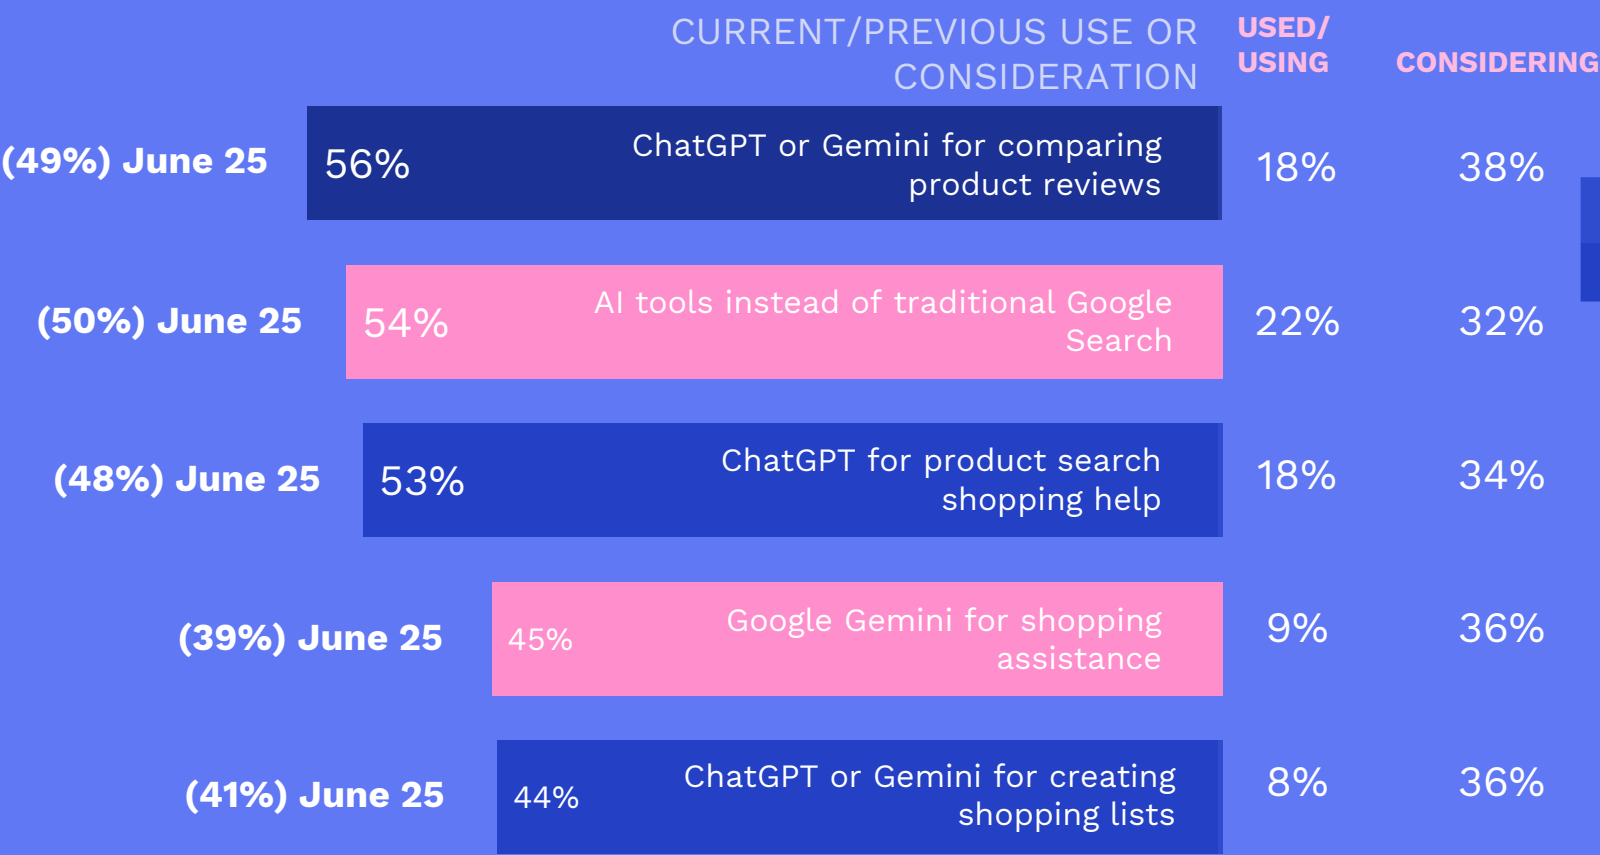 CURRENT/PREVIOUS USE OR
CONSIDERATION
USED/
USING
CONSIDERING
(49%) June 25
56%
ChatGPT or Gemini for comparing
product reviews
18%
38%
(50%) June 25
54%
AI tools instead of traditional Google
Search
22%
32%
(48%) June 25
53%
ChatGPT for product search
shopping help
18%
34%
(39%) June 25
45%
Google Gemini for shopping
assistance
9%
36%
(41%) June 25
44%
ChatGPT or Gemini for creating
shopping lists
8%
36%